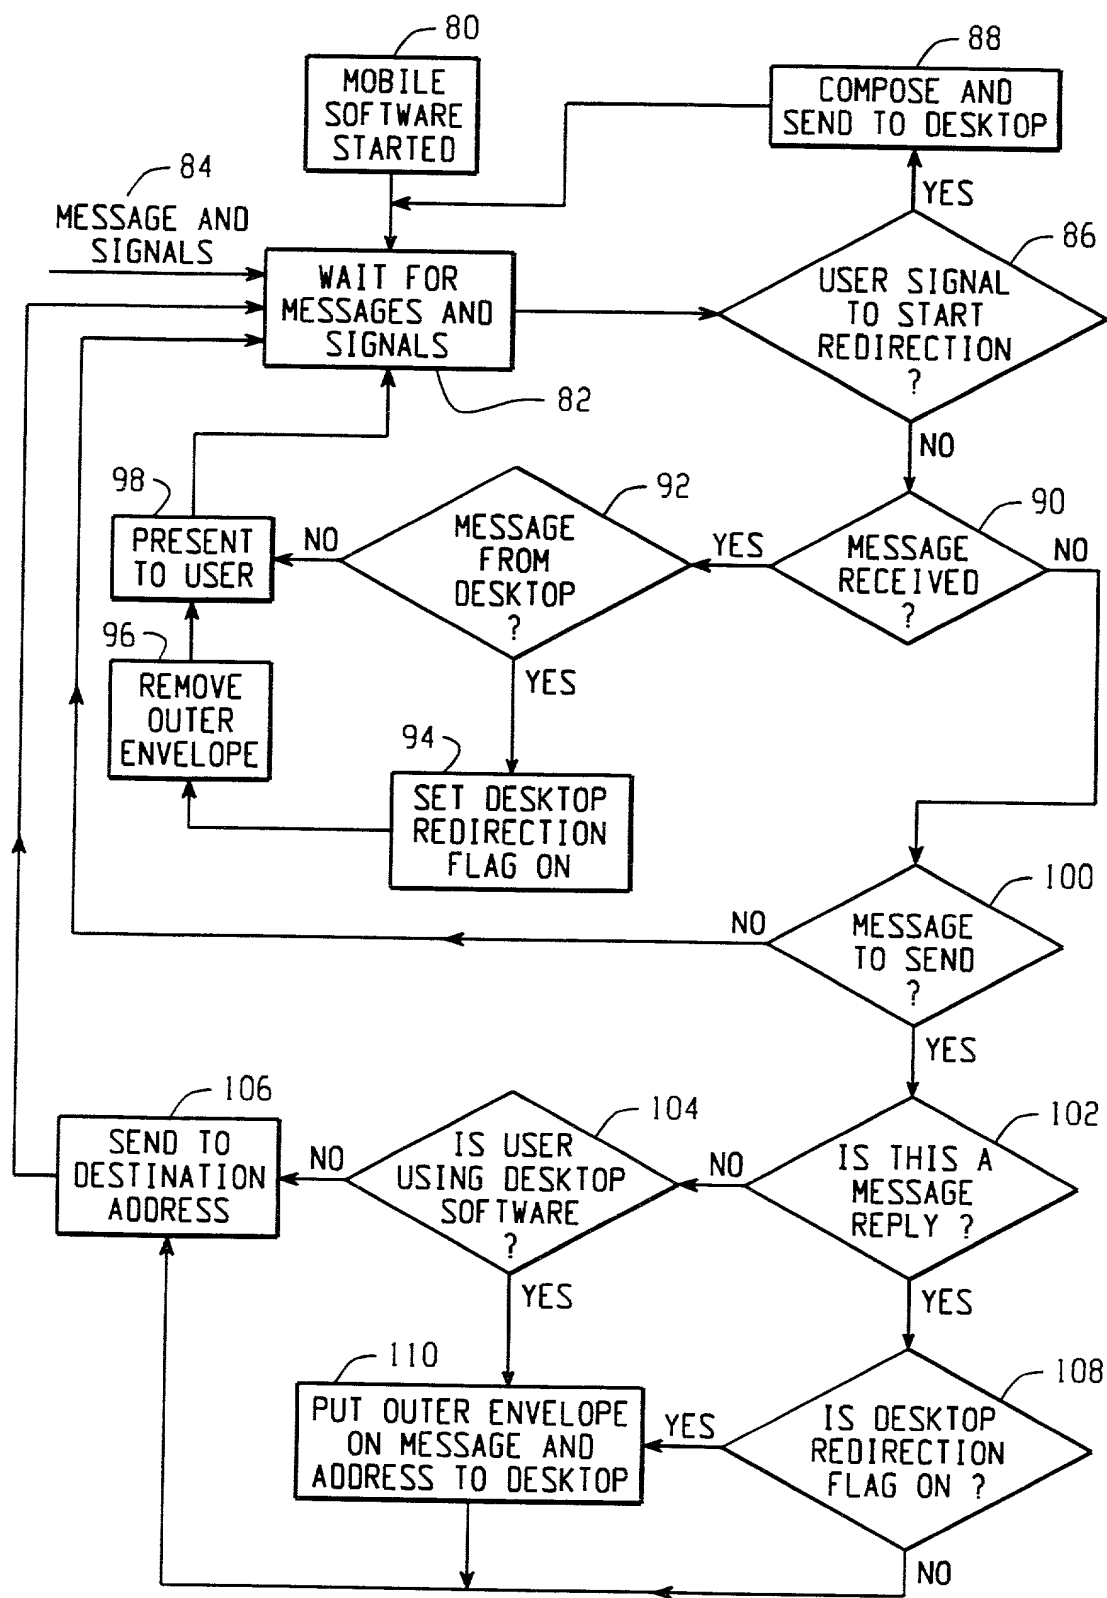 80
MOBILE
SOFTWARE
STARTED
88
COMPOSE AND
SEND TO DESKTOP
YES
84
MESSAGE AND
SIGNALS
WAIT FOR
MESSAGES AND
SIGNALS
82
86
USER SIGNAL
TO START
REDIRECTION
?
NO
98
PRESENT
TO USER
NO
92
MESSAGE
FROM
DESKTOP
?
YES
YES
90
MESSAGE
RECEIVED
?
NO
96
REMOVE
OUTER
ENVELOPE
94
SET DESKTOP
REDIRECTION
FLAG ON
100
MESSAGE
TO SEND
?
NO
YES
106
SEND TO
DESTINATION
ADDRESS
NO
104
IS USER
USING DESKTOP
SOFTWARE
?
YES
NO
102
IS THIS A
MESSAGE
REPLY ?
YES
110
PUT OUTER ENVELOPE
ON MESSAGE AND
ADDRESS TO DESKTOP
YES
108
IS DESKTOP
REDIRECTION
FLAG ON ?
NO